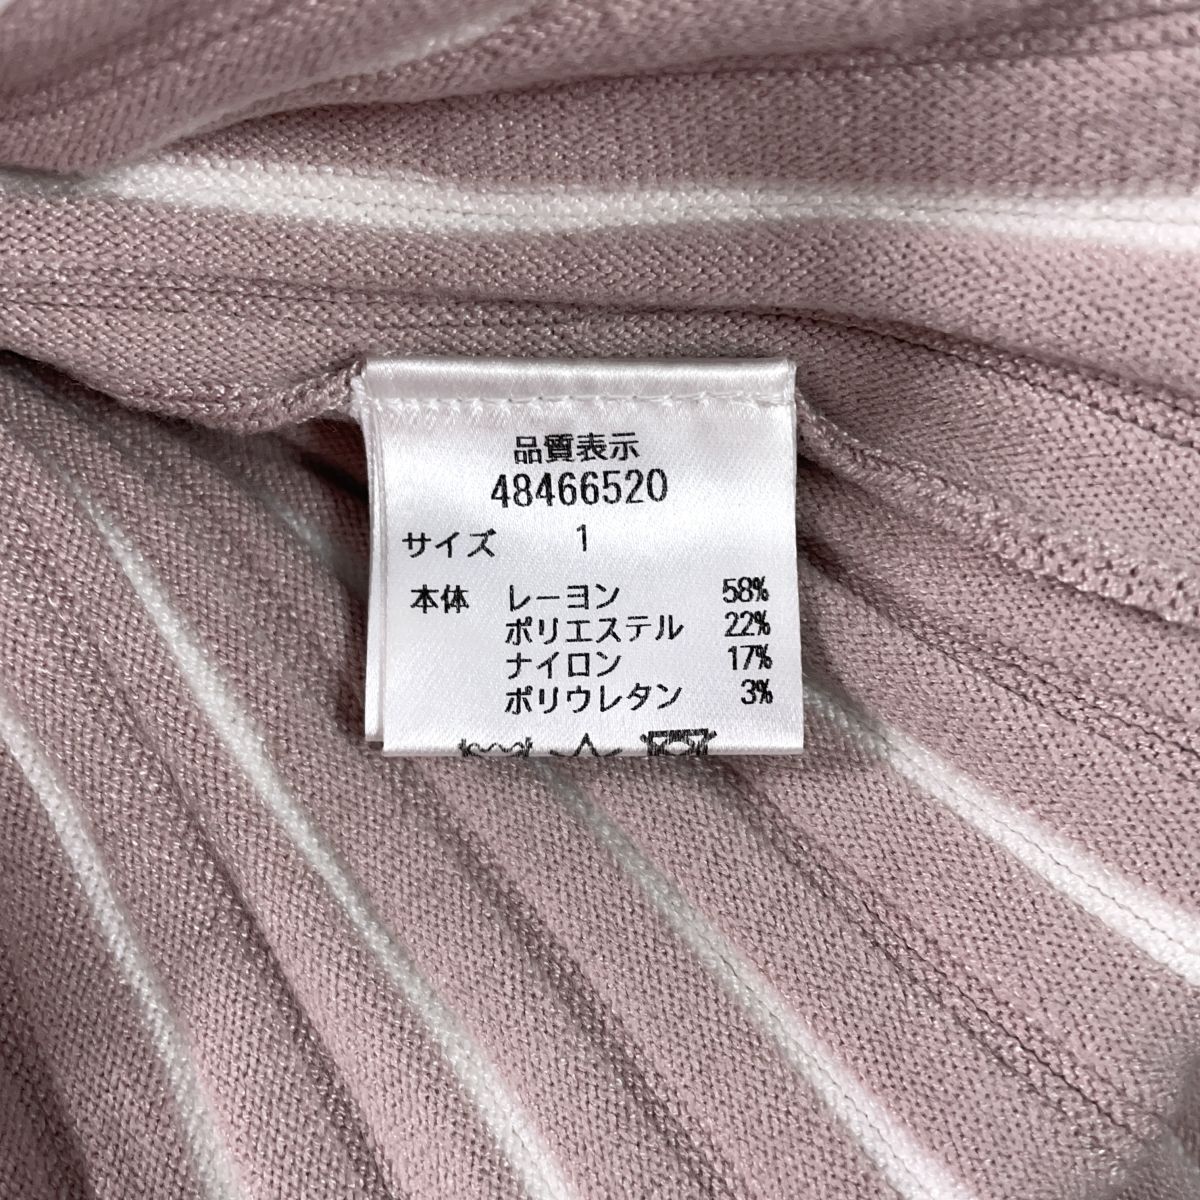 品質表示
48466520
サイズ 1
本体 レーヨン 58%
ポリエステル 22%
ナイロン 17%
ポリウレタン 3%